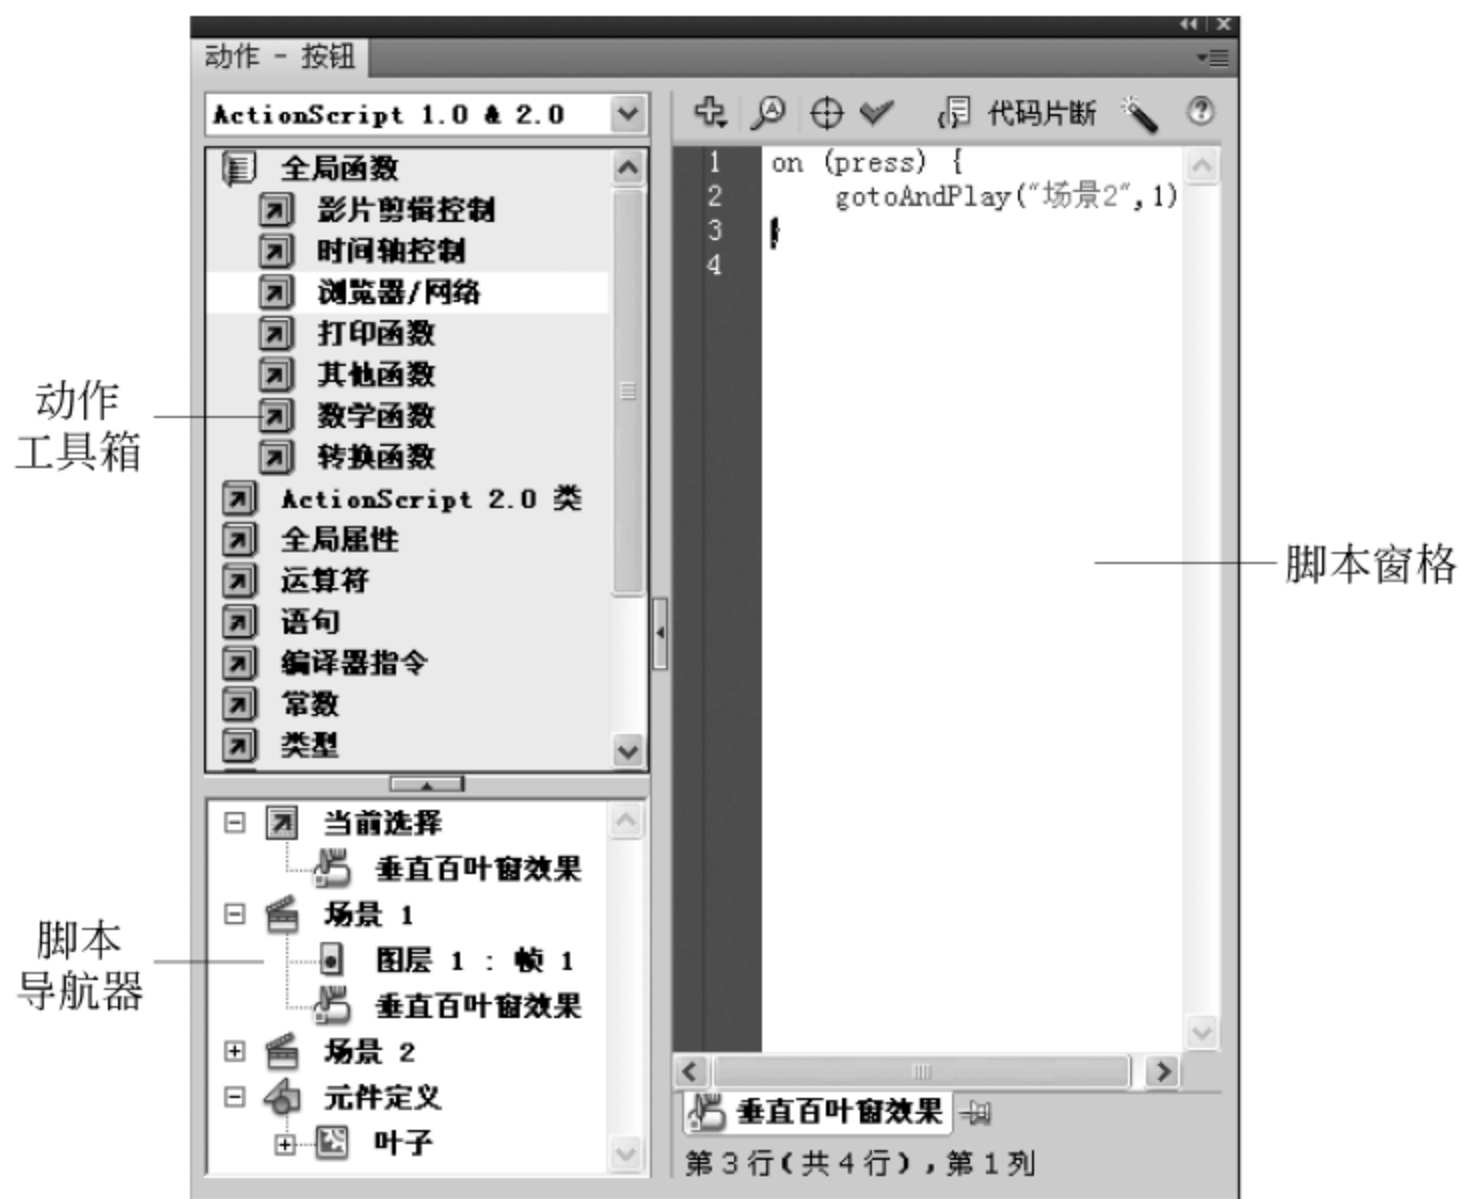 动作 - 按钮
ActionScript 1.0 & 2.0
全局函数
影片剪辑控制
时间轴控制
浏览器/网络
打印函数
其他函数
数学函数
转换函数
ActionScript 2.0 类
全局属性
运算符
语句
编译器指令
常数
类型
当前选择
垂直百叶窗效果
场景 1
图层 1 : 帧 1
垂直百叶窗效果
场景 2
元件定义
叶子
代码片断
1 on (press) {
2 gotoAndPlay("场景2",1)
3 }
4
垂直百叶窗效果
第 3 行(共 4 行), 第 1 列
动作
工具箱
脚本
导航器
脚本窗格